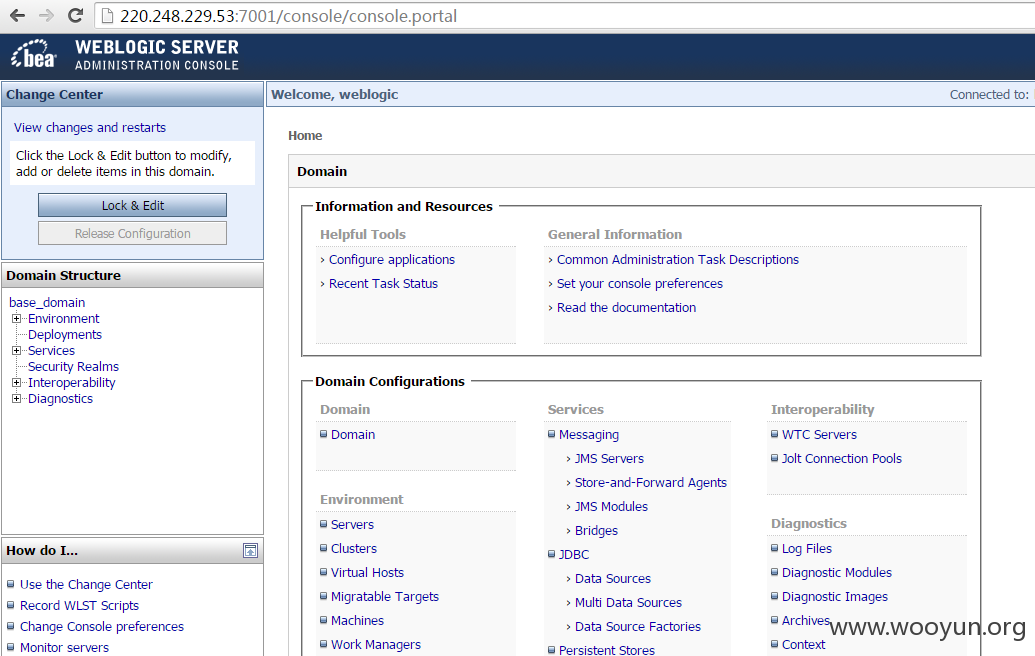 220.248.229.53:7001/console/console.portal
bea
WEBLOGIC SERVER
ADMINISTRATION CONSOLE
Change Center
View changes and restarts
Click the Lock & Edit button to modify,
add or delete items in this domain.
Lock & Edit
Release Configuration
Domain Structure
base_domain
Environment
Deployments
Services
Security Realms
Interoperability
Diagnostics
How do I...
Use the Change Center
Record WLST Scripts
Change Console preferences
Monitor servers
Welcome, weblogic
Connected to:
Home
Domain
Information and Resources
Helpful Tools
Configure applications
Recent Task Status
General Information
Common Administration Task Descriptions
Set your console preferences
Read the documentation
Domain Configurations
Domain
Domain
Environment
Servers
Clusters
Virtual Hosts
Migratable Targets
Machines
Work Managers
Services
Messaging
JMS Servers
Store-and-Forward Agents
JMS Modules
Bridges
JDBC
Data Sources
Multi Data Sources
Data Source Factories
Persistent Stores
Interoperability
WTC Servers
Jolt Connection Pools
Diagnostics
Log Files
Diagnostic Modules
Diagnostic Images
Archives
Context
www.wooyun.org